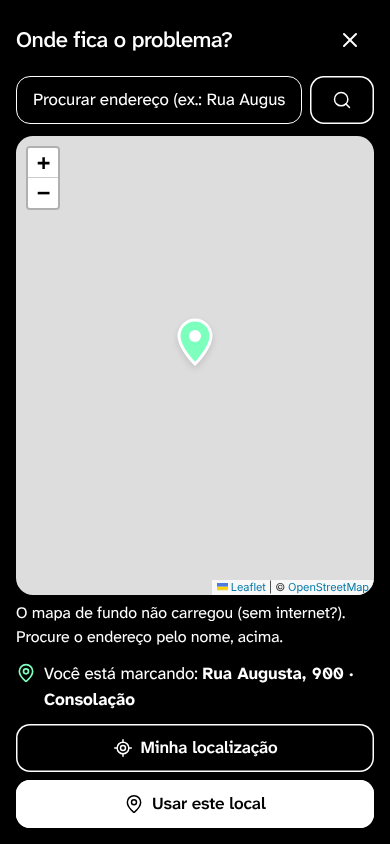 Onde fica o problema?
Procurar endereço (ex.: Rua Augus
+
−
Leaflet | © OpenStreetMap
O mapa de fundo não carregou (sem internet?).
Procure o endereço pelo nome, acima.
Você está marcando: Rua Augusta, 900 ·
Consolação
Minha localização
Usar este local